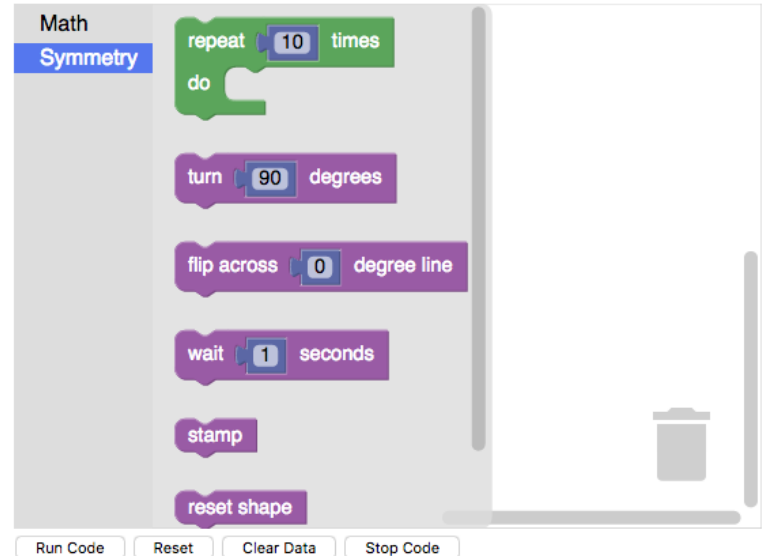 Math
Symmetry
repeat 10 times
do
turn 90 degrees
flip across 0 degree line
wait 1 seconds
stamp
reset shape
Run Code Reset Clear Data Stop Code